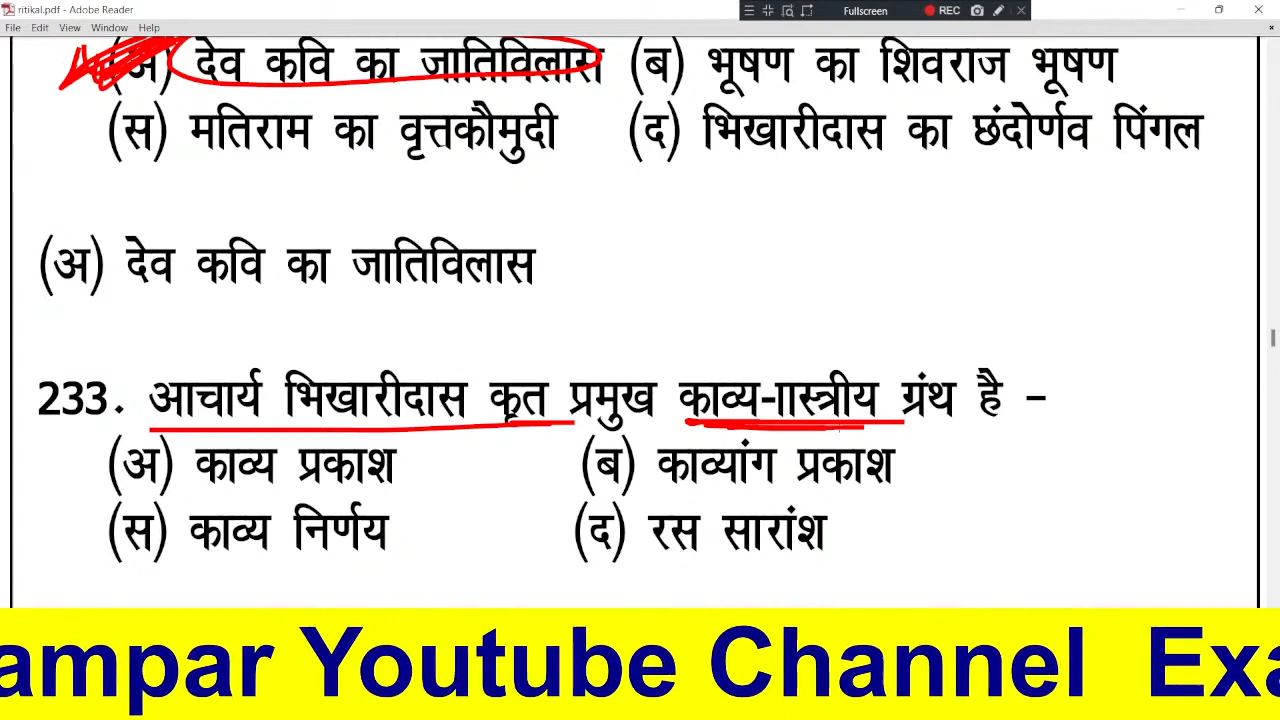 ritikal.pdf - Adobe Reader
Fullscreen REC
File Edit View Window Help
(अ) देव कवि का जातिविलास (ब) भूषण का शिवराज भूषण
(स) मतिराम का वृत्तकौमुदी (द) भिखारीदास का छंदोर्णव पिंगल
(अ) देव कवि का जातिविलास
233. आचार्य भिखारीदास कृत प्रमुख काव्य-ाास्त्रीय ग्रंथ है -
(अ) काव्य प्रकाश (ब) काव्यांग प्रकाश
(स) काव्य निर्णय (द) रस सारांश
ampar Youtube Channel Exa